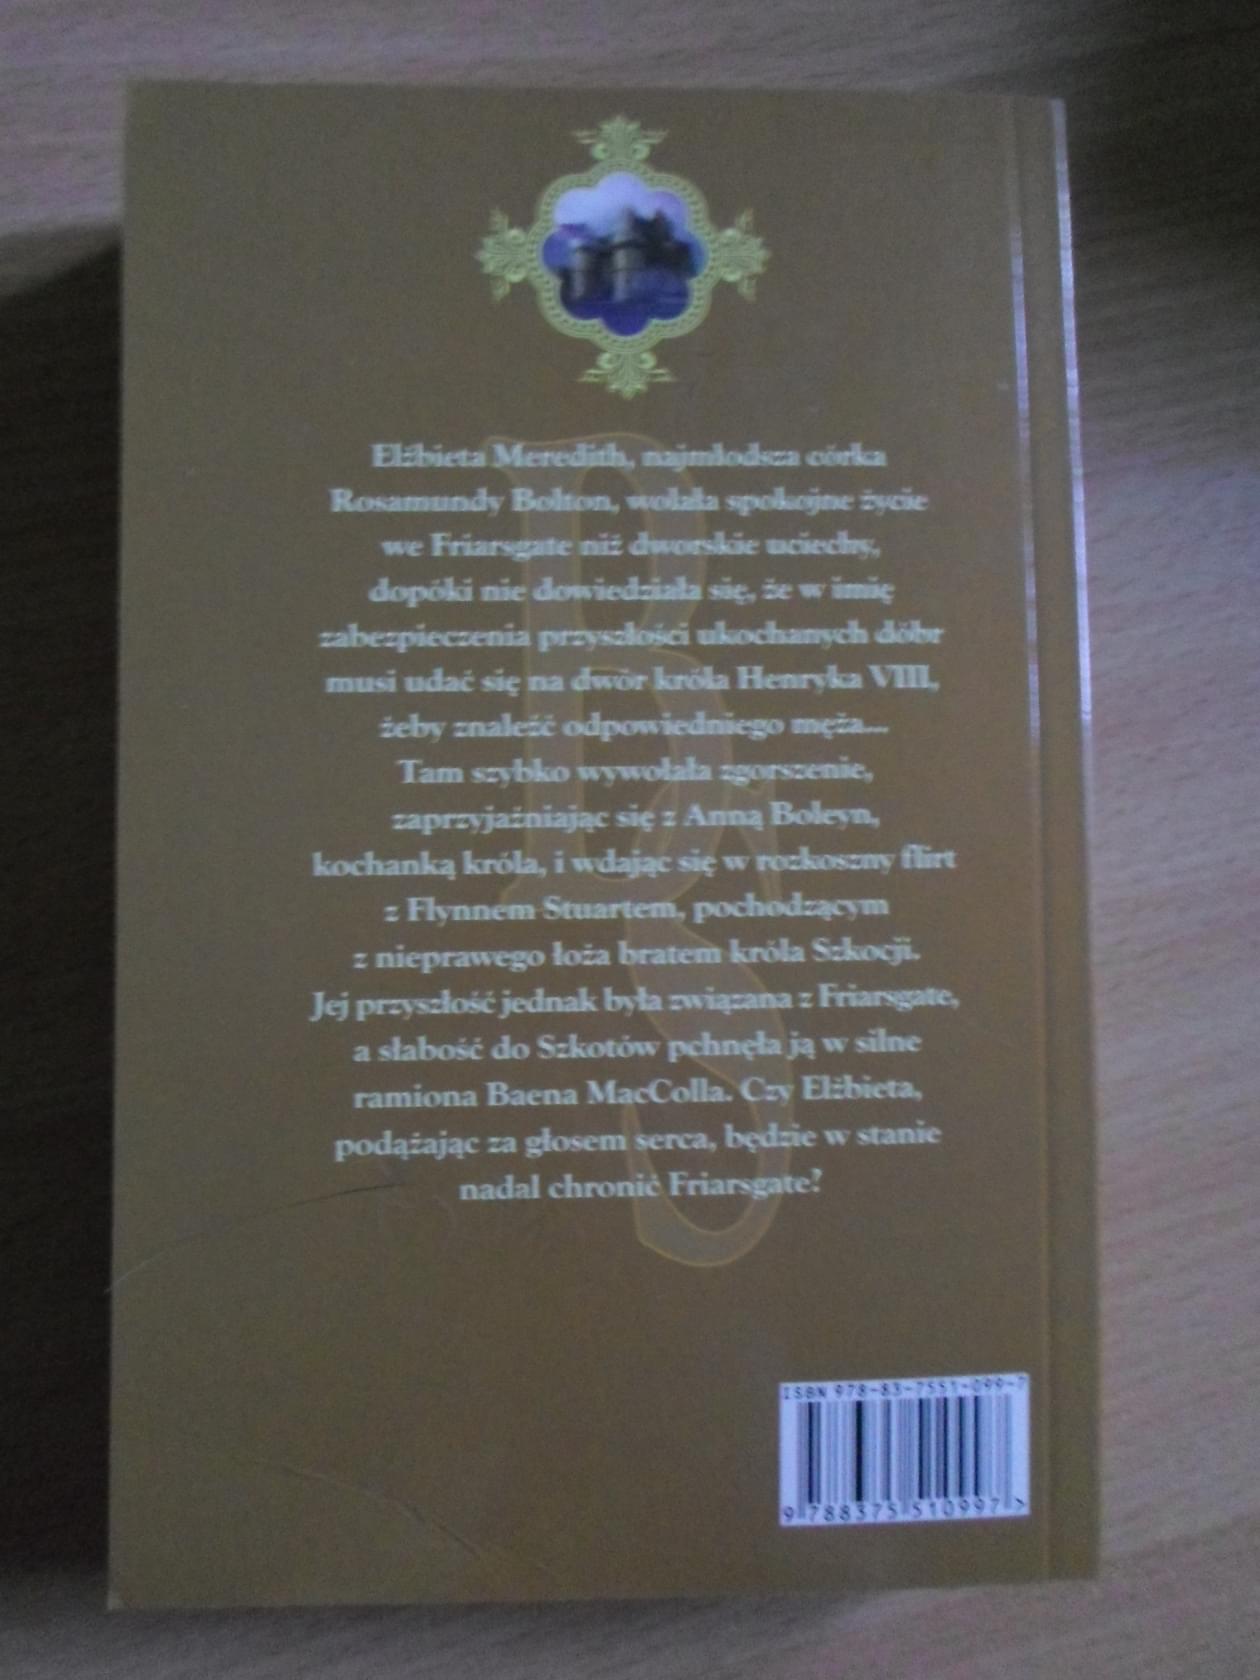 Elżbieta Meredith, najmłodsza córka
Rosamundy Bolton, wolała spokojne życie
we Friarsgate niż dworskie uciechy,
dopóki nie dowiedziała się, że w imię
zabezpieczenia przyszłości ukochanych dóbr
musi udać się na dwór króla Henryka VIII,
żeby znaleźć odpowiedniego męża...
Tam szybko wywołała zgorszenie,
zaprzyjaźniając się z Anną Boleyn,
kochanką króla, i wdając się w rozkoszny flirt
z Flynnem Stuartem, pochodzącym
z nieprawego łoża bratem króla Szkocji.
Jej przyszłość jednak była związana z Friarsgate,
a słabość do Szkotów pchnęła ją w silne
ramiona Baena MacColla. Czy Elżbieta,
podążając za głosem serca, będzie w stanie
nadal chronić Friarsgate?
ISBN 978-83-7551-099-7
9 788375 510997 >